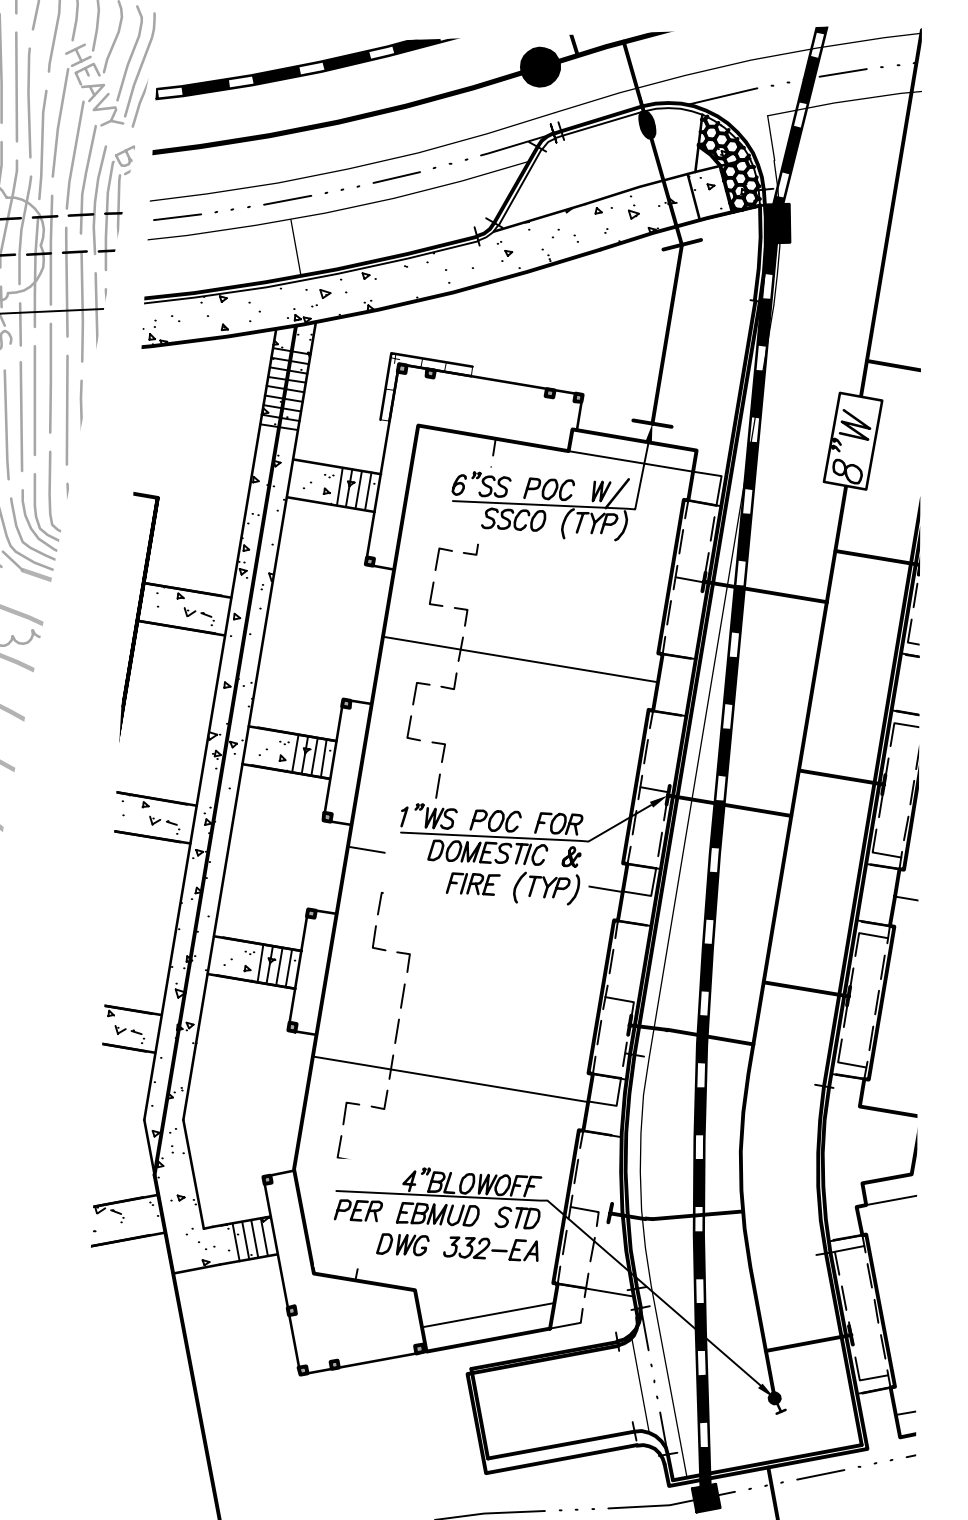 HEAVY
B
S
8"W
6"SS POC W/
SSCO (TYP)
1"WS POC FOR
DOMESTIC &
FIRE (TYP)
4"BLOWOFF
PER EBMUD STD
DWG 332-EA